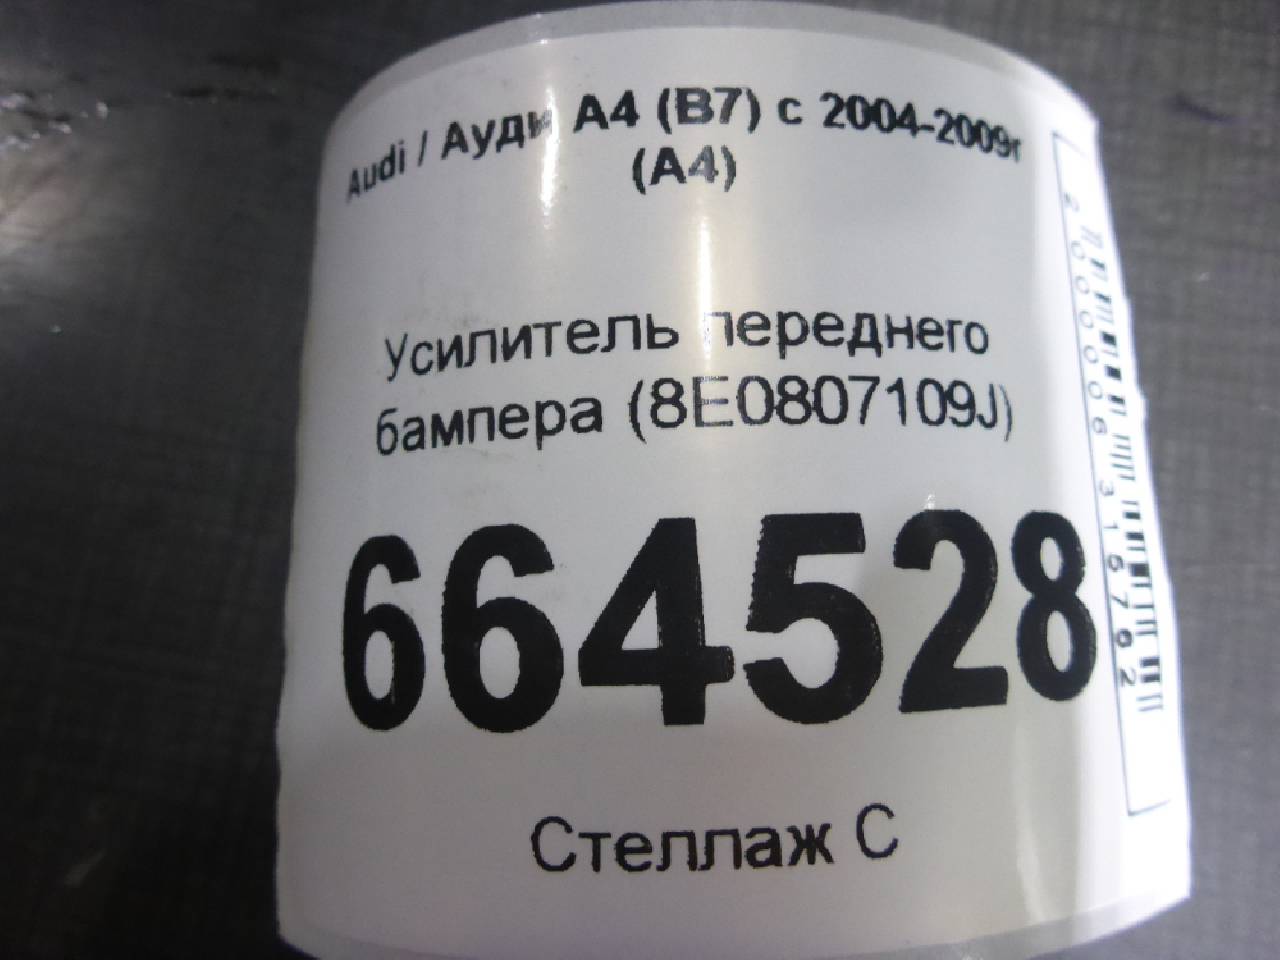 Audi / Ауди A4 (B7) с 2004-2009г
(A4)
Усилитель переднего
бампера (8E0807109J)
664528
Стеллаж С